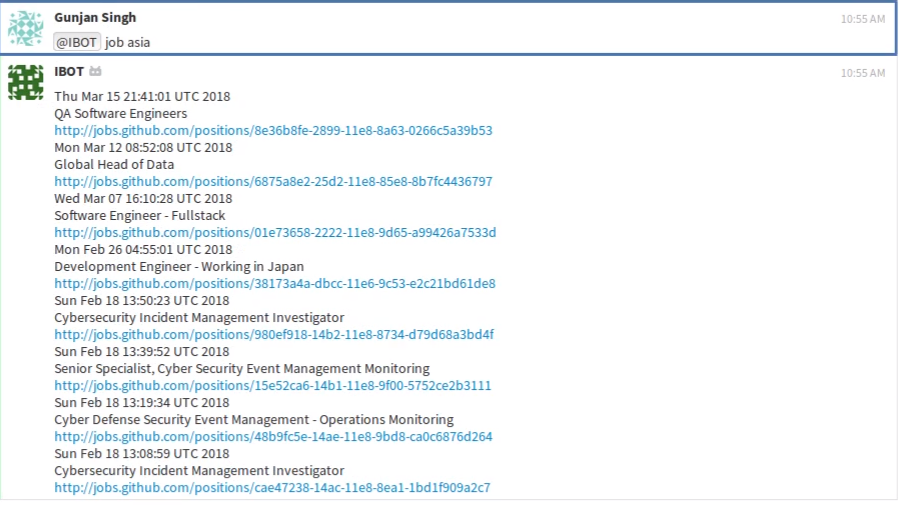 Gunjan Singh
10:55 AM
@IBOT job asia
IBOT
10:55 AM
Thu Mar 15 21:41:01 UTC 2018
QA Software Engineers
http://jobs.github.com/positions/8e36b8fe-2899-11e8-8a63-0266c5a39b53
Mon Mar 12 08:52:08 UTC 2018
Global Head of Data
http://jobs.github.com/positions/6875a8e2-25d2-11e8-85e8-8b7fc4436797
Wed Mar 07 16:10:28 UTC 2018
Software Engineer - Fullstack
http://jobs.github.com/positions/01e73658-2222-11e8-9d65-a99426a7533d
Mon Feb 26 04:55:01 UTC 2018
Development Engineer - Working in Japan
http://jobs.github.com/positions/38173a4a-dbcc-11e6-9c53-e2c21bd61de8
Sun Feb 18 13:50:23 UTC 2018
Cybersecurity Incident Management Investigator
http://jobs.github.com/positions/980ef918-14b2-11e8-8734-d79d68a3bd4f
Sun Feb 18 13:39:52 UTC 2018
Senior Specialist, Cyber Security Event Management Monitoring
http://jobs.github.com/positions/15e52ca6-14b1-11e8-9f00-5752ce2b3111
Sun Feb 18 13:19:34 UTC 2018
Cyber Defense Security Event Management - Operations Monitoring
http://jobs.github.com/positions/48b9fc5e-14ae-11e8-9bd8-ca0c6876d264
Sun Feb 18 13:08:59 UTC 2018
Cybersecurity Incident Management Investigator
http://jobs.github.com/positions/cae47238-14ac-11e8-8ea1-1bd1f909a2c7